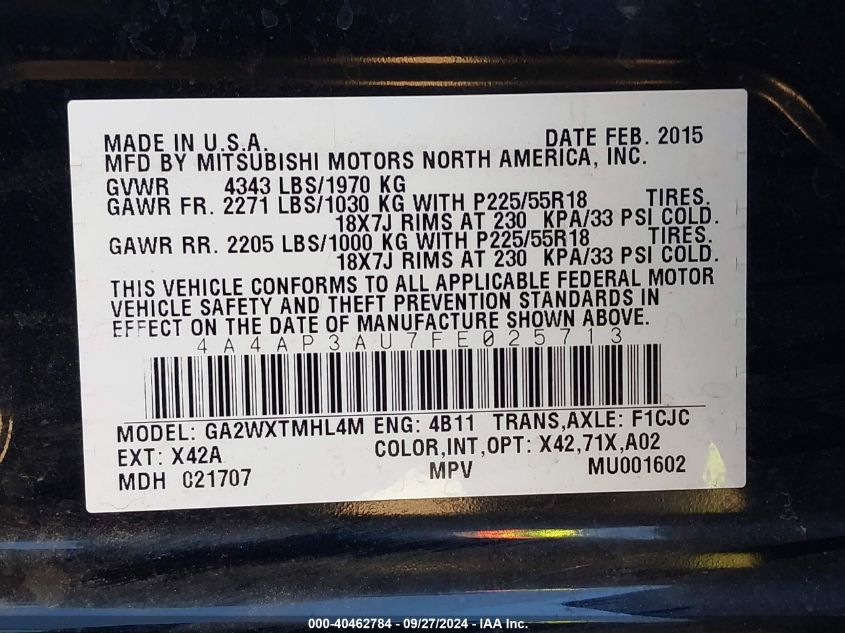 MADE IN U.S.A. DATE FEB. 2015
MFD BY MITSUBISHI MOTORS NORTH AMERICA, INC.
GVWR 4343 LBS/1970 KG
GAWR FR. 2271 LBS/1030 KG WITH P225/55R18 TIRES.
18X7J RIMS AT 230 KPA/33 PSI COLD.
GAWR RR. 2205 LBS/1000 KG WITH P225/55R18 TIRES.
18X7J RIMS AT 230 KPA/33 PSI COLD.
THIS VEHICLE CONFORMS TO ALL APPLICABLE FEDERAL MOTOR
VEHICLE SAFETY AND THEFT PREVENTION STANDARDS IN
EFFECT ON THE DATE OF MANUFACTURE SHOWN ABOVE.
4A4AP3AU7FE025713
MODEL: GA2WXTMHL4M ENG: 4B11 TRANS,AXLE: F1CJC
EXT: X42A COLOR,INT,OPT: X42,71X,A02
MDH 021707 MPV MU001602
000-40462784 - 09/27/2024 - IAA Inc.